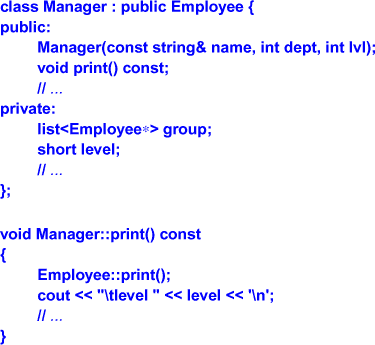 class Manager : public Employee {
public:
Manager(const string& name, int dept, int lvl);
void print() const;
// ...
private:
list<Employee*> group;
short level;
// ...
};
void Manager::print() const
{
Employee::print();
cout << "\tlevel " << level << '\n';
// ...
}